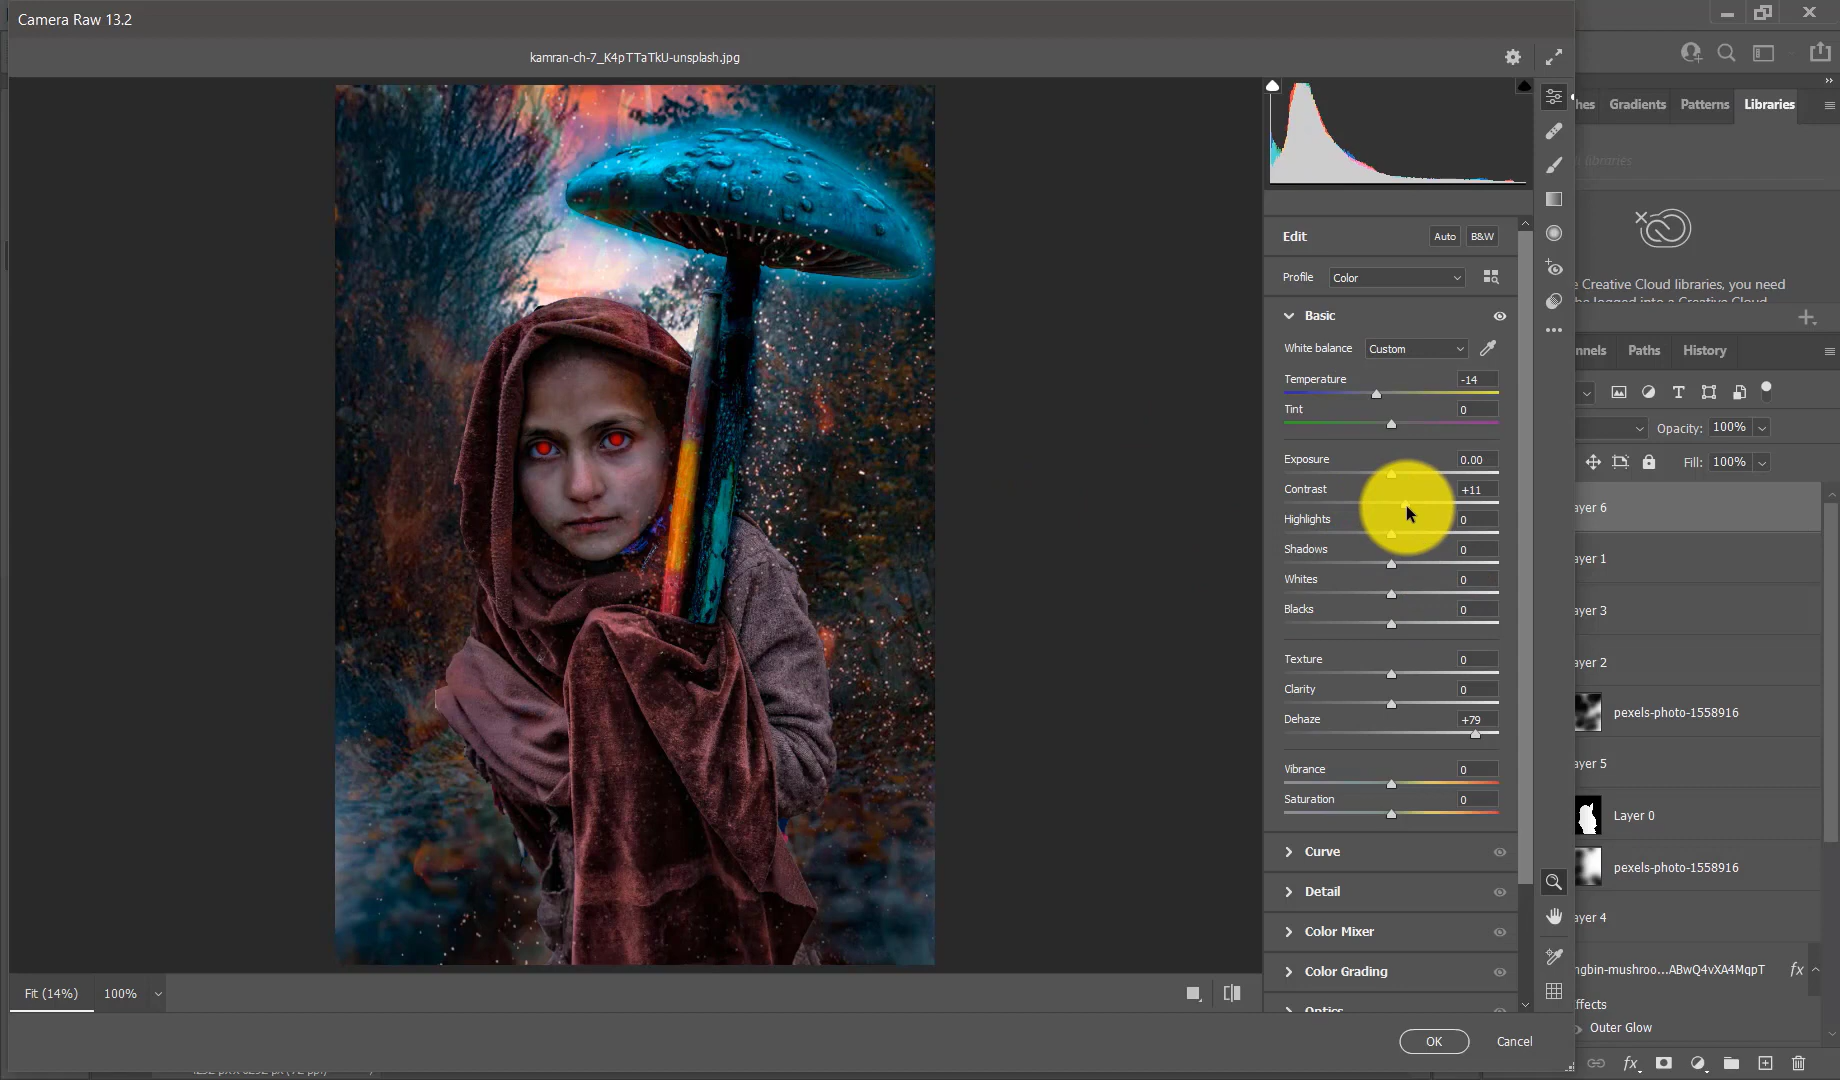 Camera Raw 13.2
kamran-ch-7_K4pTTaTkU-unsplash.jpg
hes Gradients Patterns Libraries
Edit Auto B&W
Profile Color
e Creative Cloud libraries, you need
Basic
White balance Custom
nnels Paths History
Temperature -14
Tint 0
Opacity: 100%
Exposure 0.00
Fill: 100%
Contrast +11
ayer 6
Highlights 0
Shadows 0
ayer 1
Whites 0
Blacks 0
ayer 3
Texture 0
ayer 2
Clarity 0
pexels-photo-1558916
Dehaze +79
Vibrance 0
ayer 5
Saturation 0
Layer 0
Curve
pexels-photo-1558916
Detail
ayer 4
Color Mixer
Color Grading
ngbin-mushroo...ABwQ4vXA4MqpT fx
Fit (14%) 100%
ffects
Optics
Outer Glow
OK Cancel
fx